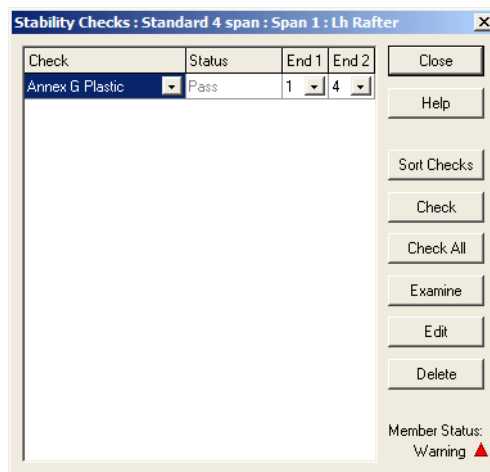 Stability Checks : Standard 4 span : Span 1 : Lh Rafter
Check Status End 1 End 2
Annex G Plastic Pass 1 4
Close
Help
Sort Checks
Check
Check All
Examine
Edit
Delete
Member Status:
Warning